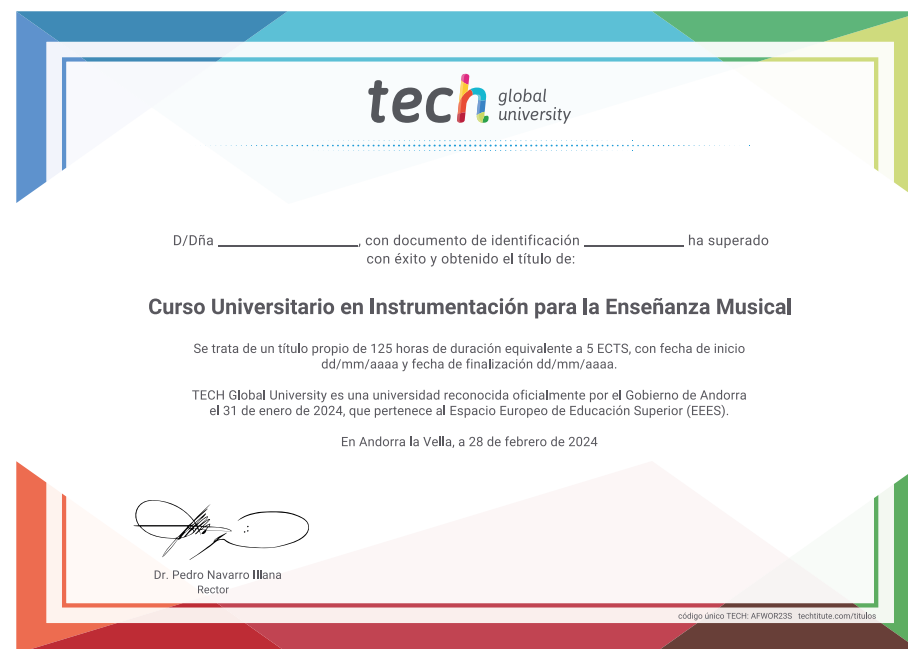 tech global university
D/Dña ____________________, con documento de identificación ______________ ha superado
con éxito y obtenido el título de:
Curso Universitario en Instrumentación para la Enseñanza Musical
Se trata de un título propio de 125 horas de duración equivalente a 5 ECTS, con fecha de inicio
dd/mm/aaaa y fecha de finalización dd/mm/aaaa.
TECH Global University es una universidad reconocida oficialmente por el Gobierno de Andorra
el 31 de enero de 2024, que pertenece al Espacio Europeo de Educación Superior (EEES).
En Andorra la Vella, a 28 de febrero de 2024
Dr. Pedro Navarro Illana
Rector
código único TECH: AFWOR23S techtitute.com/titulos